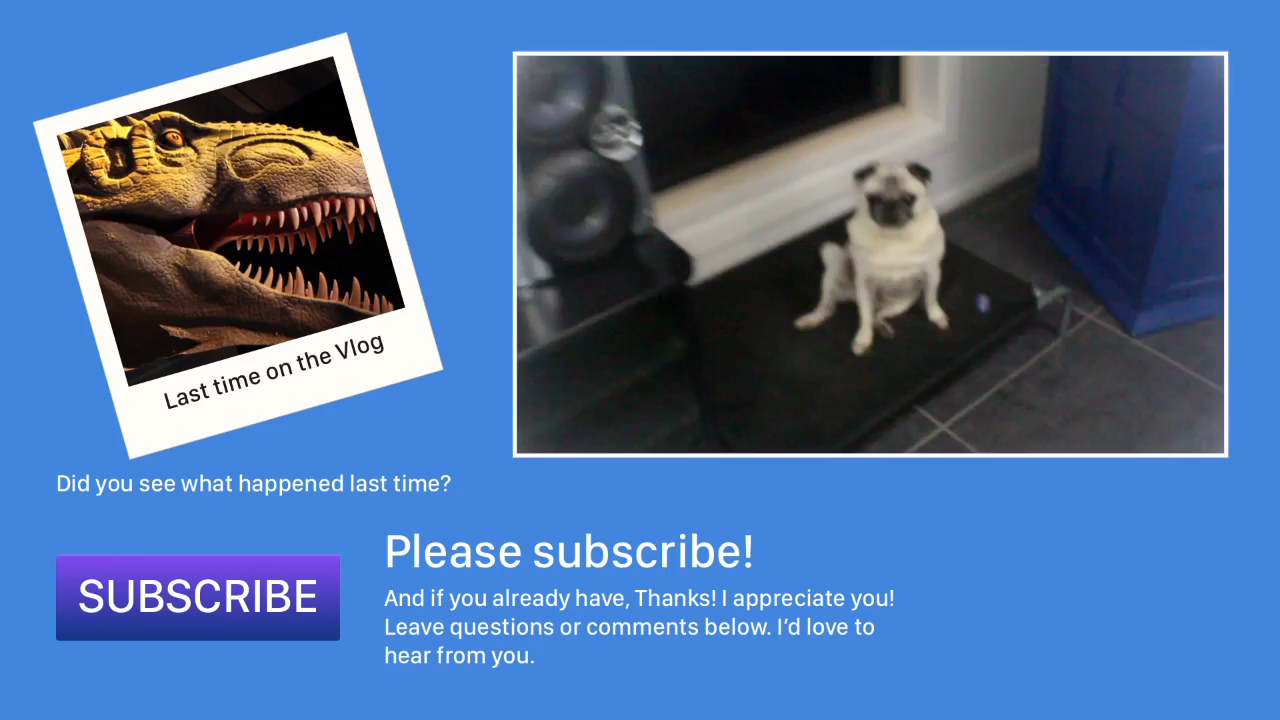 Last time on the Vlog
Did you see what happened last time?
SUBSCRIBE
Please subscribe!
And if you already have, Thanks! I appreciate you!
Leave questions or comments below. I’d love to
hear from you.